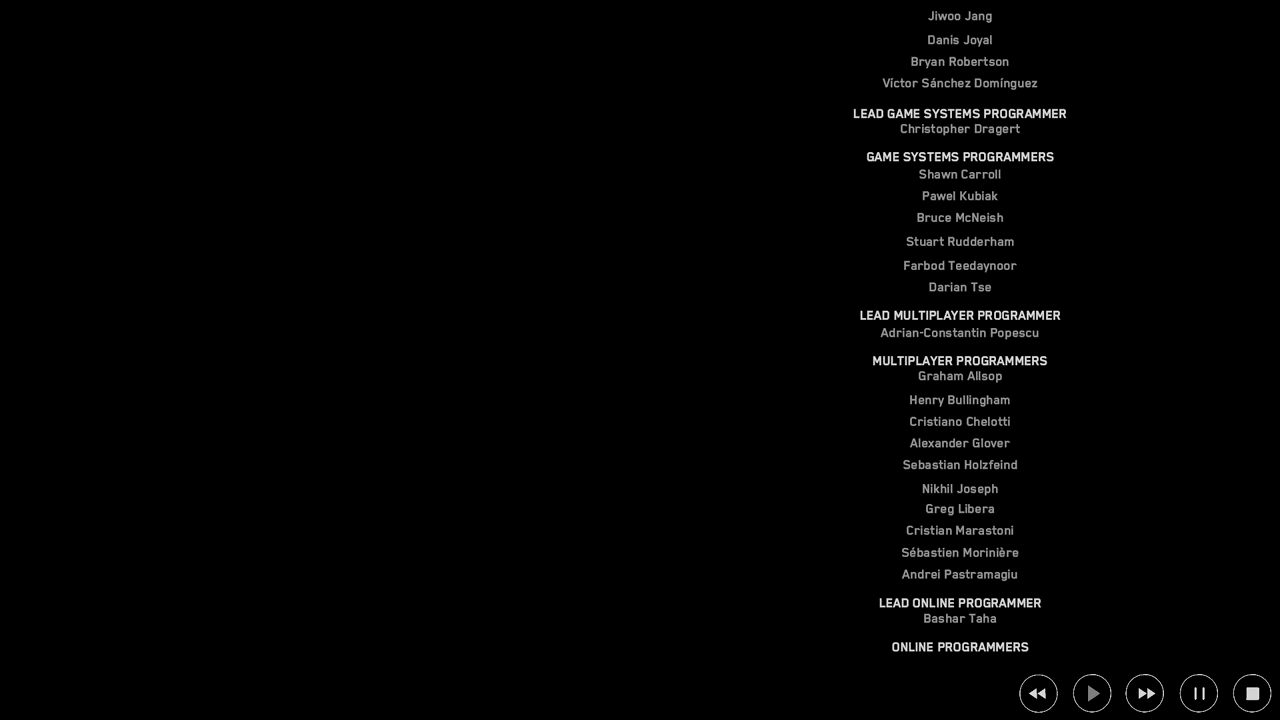 Jiwoo Jang
Danis Joyal
Bryan Robertson
Víctor Sánchez Domínguez
LEAD GAME SYSTEMS PROGRAMMER
Christopher Dragert
GAME SYSTEMS PROGRAMMERS
Shawn Carroll
Pawel Kubiak
Bruce McNeish
Stuart Rudderham
Farbod Teedaynoor
Darian Tse
LEAD MULTIPLAYER PROGRAMMER
Adrian-Constantin Popescu
MULTIPLAYER PROGRAMMERS
Graham Allsop
Henry Bullingham
Cristiano Chelotti
Alexander Glover
Sebastian Holzfeind
Nikhil Joseph
Greg Libera
Cristian Marastoni
Sébastien Morinière
Andrei Pastramagiu
LEAD ONLINE PROGRAMMER
Bashar Taha
ONLINE PROGRAMMERS